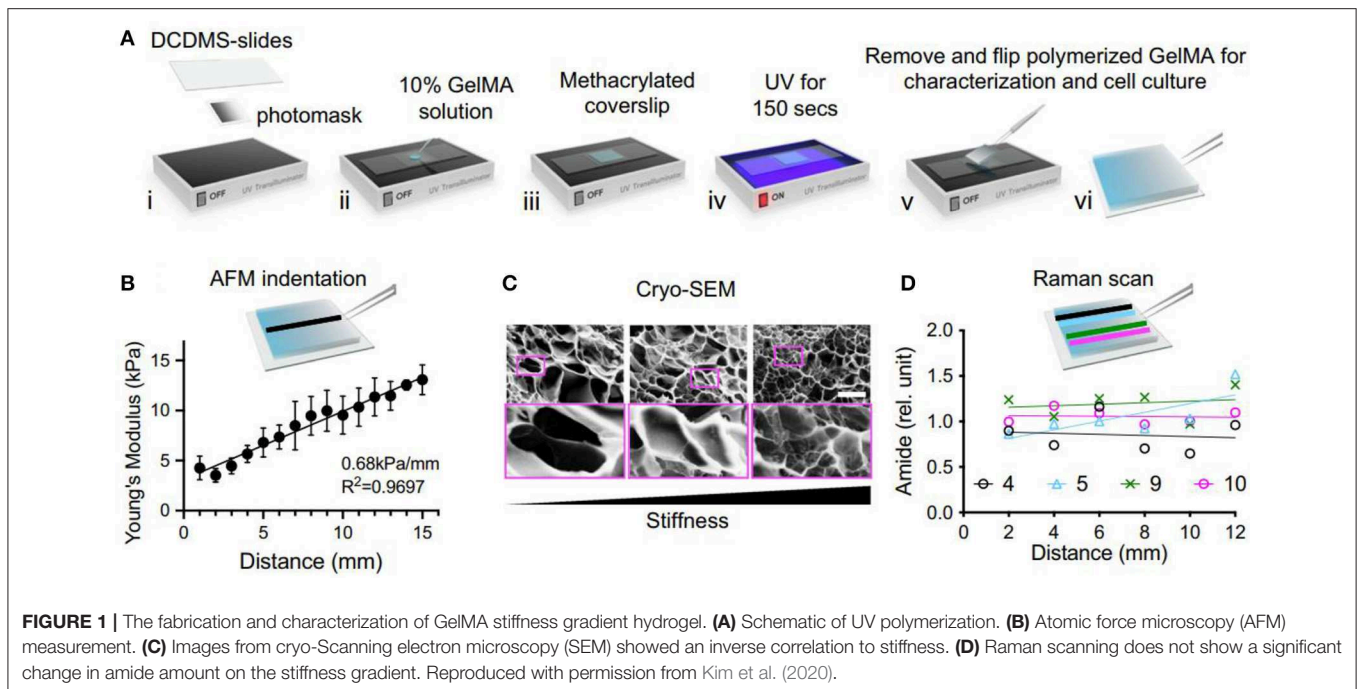 A
DCDMS-slides
photomask
10% GelMA
solution
Methacrylated
coverslip
UV for
150 secs
Remove and flip polymerized GelMA for
characterization and cell culture
i
OFF
UV Transilluminator
ii
OFF
UV Transilluminator
iii
OFF
UV Transilluminator
iv
ON
UV Transilluminator
v
OFF
UV Transilluminator
vi
B
AFM indentation
Young's Modulus (kPa)
15
10
5
0
0.68kPa/mm
R²=0.9697
0 5 10 15
Distance (mm)
C
Cryo-SEM
Stiffness
D
Raman scan
Amide (rel. unit)
2.0
1.5
1.0
0.5
0.0
4 5 9 10
0 2 4 6 8 10 12
Distance (mm)
FIGURE 1 | The fabrication and characterization of GelMA stiffness gradient hydrogel. (A) Schematic of UV polymerization. (B) Atomic force microscopy (AFM)
measurement. (C) Images from cryo-Scanning electron microscopy (SEM) showed an inverse correlation to stiffness. (D) Raman scanning does not show a significant
change in amide amount on the stiffness gradient. Reproduced with permission from Kim et al. (2020).